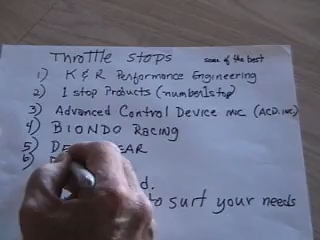 Throttle Stops some of the best
1) K & R Performance Engineering
2) 1 stop Products (number1stop)
3) Advanced Control Device inc (ACD.inc)
4) BIONDO Racing
5)
6)
to surt your needs